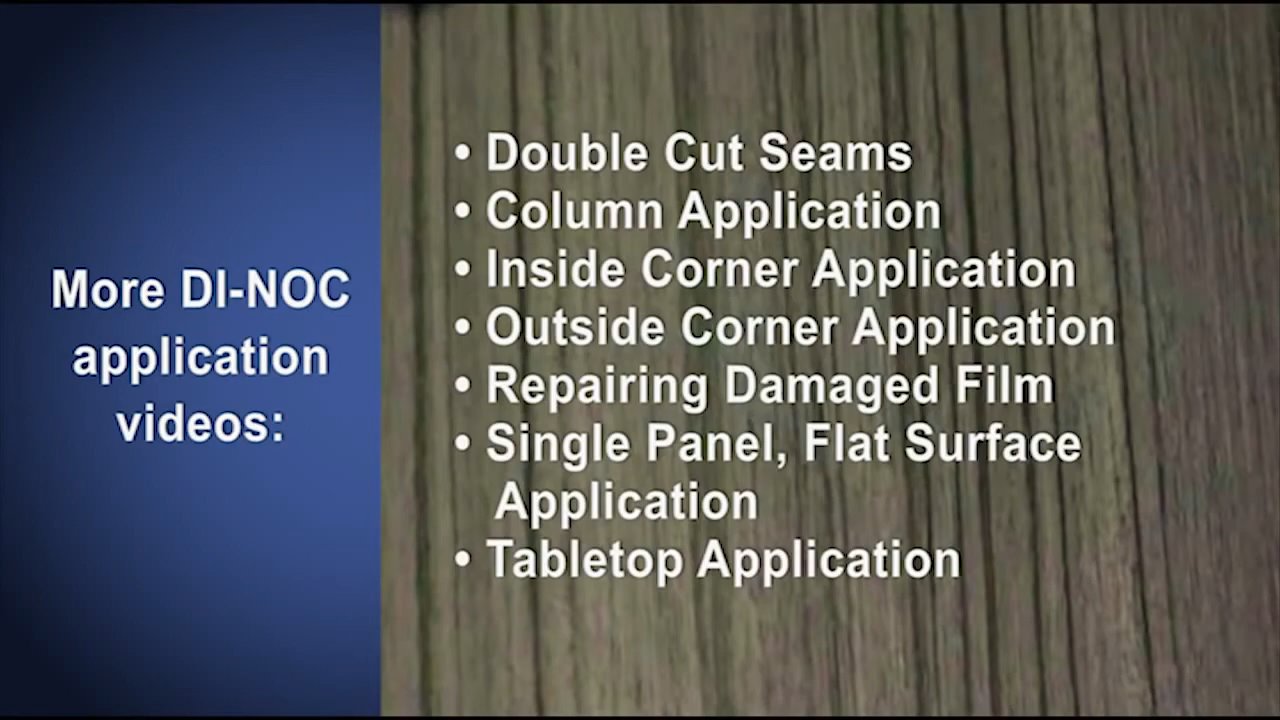 More DI-NOC
application
videos:
• Double Cut Seams
• Column Application
• Inside Corner Application
• Outside Corner Application
• Repairing Damaged Film
• Single Panel, Flat Surface
Application
• Tabletop Application